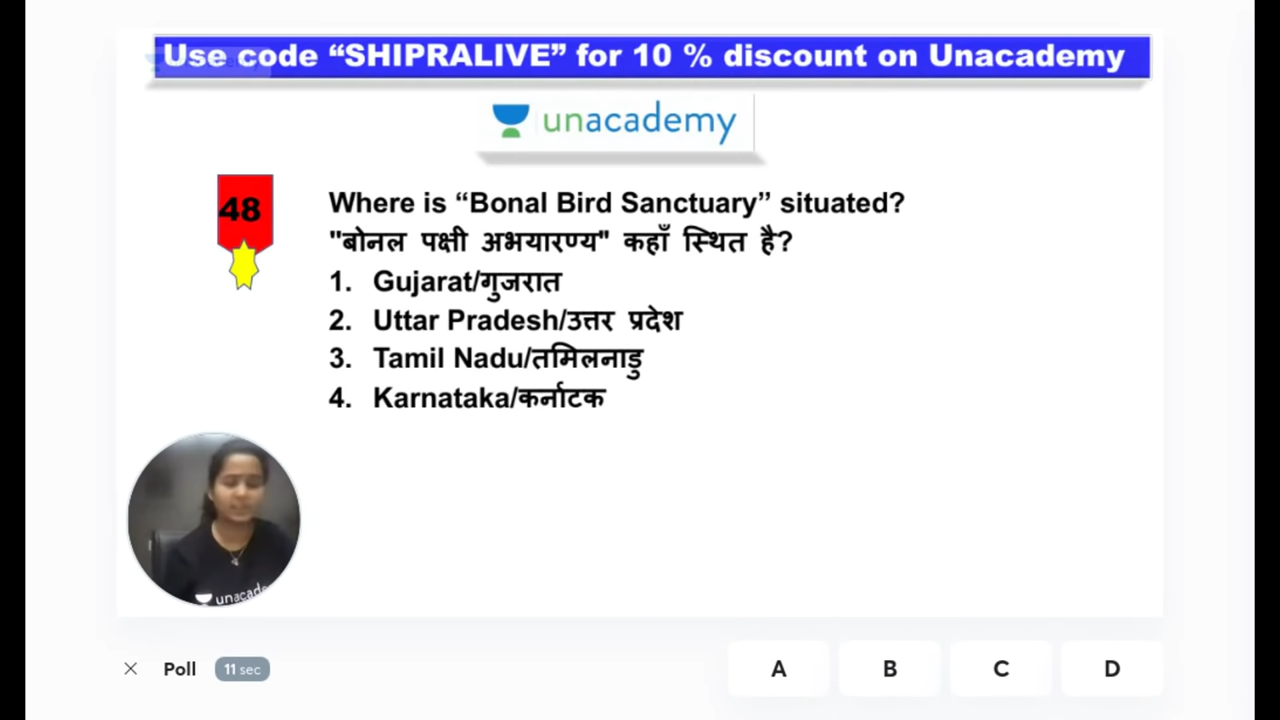 Use code “SHIPRALIVE” for 10 % discount on Unacademy
unacademy
48
Where is “Bonal Bird Sanctuary” situated?
"बोनल पक्षी अभयारण्य" कहाँ स्थित है?
1. Gujarat/गुजरात
2. Uttar Pradesh/उत्तर प्रदेश
3. Tamil Nadu/तमिलनाडु
4. Karnataka/कर्नाटक
Poll 11 sec
A B C D